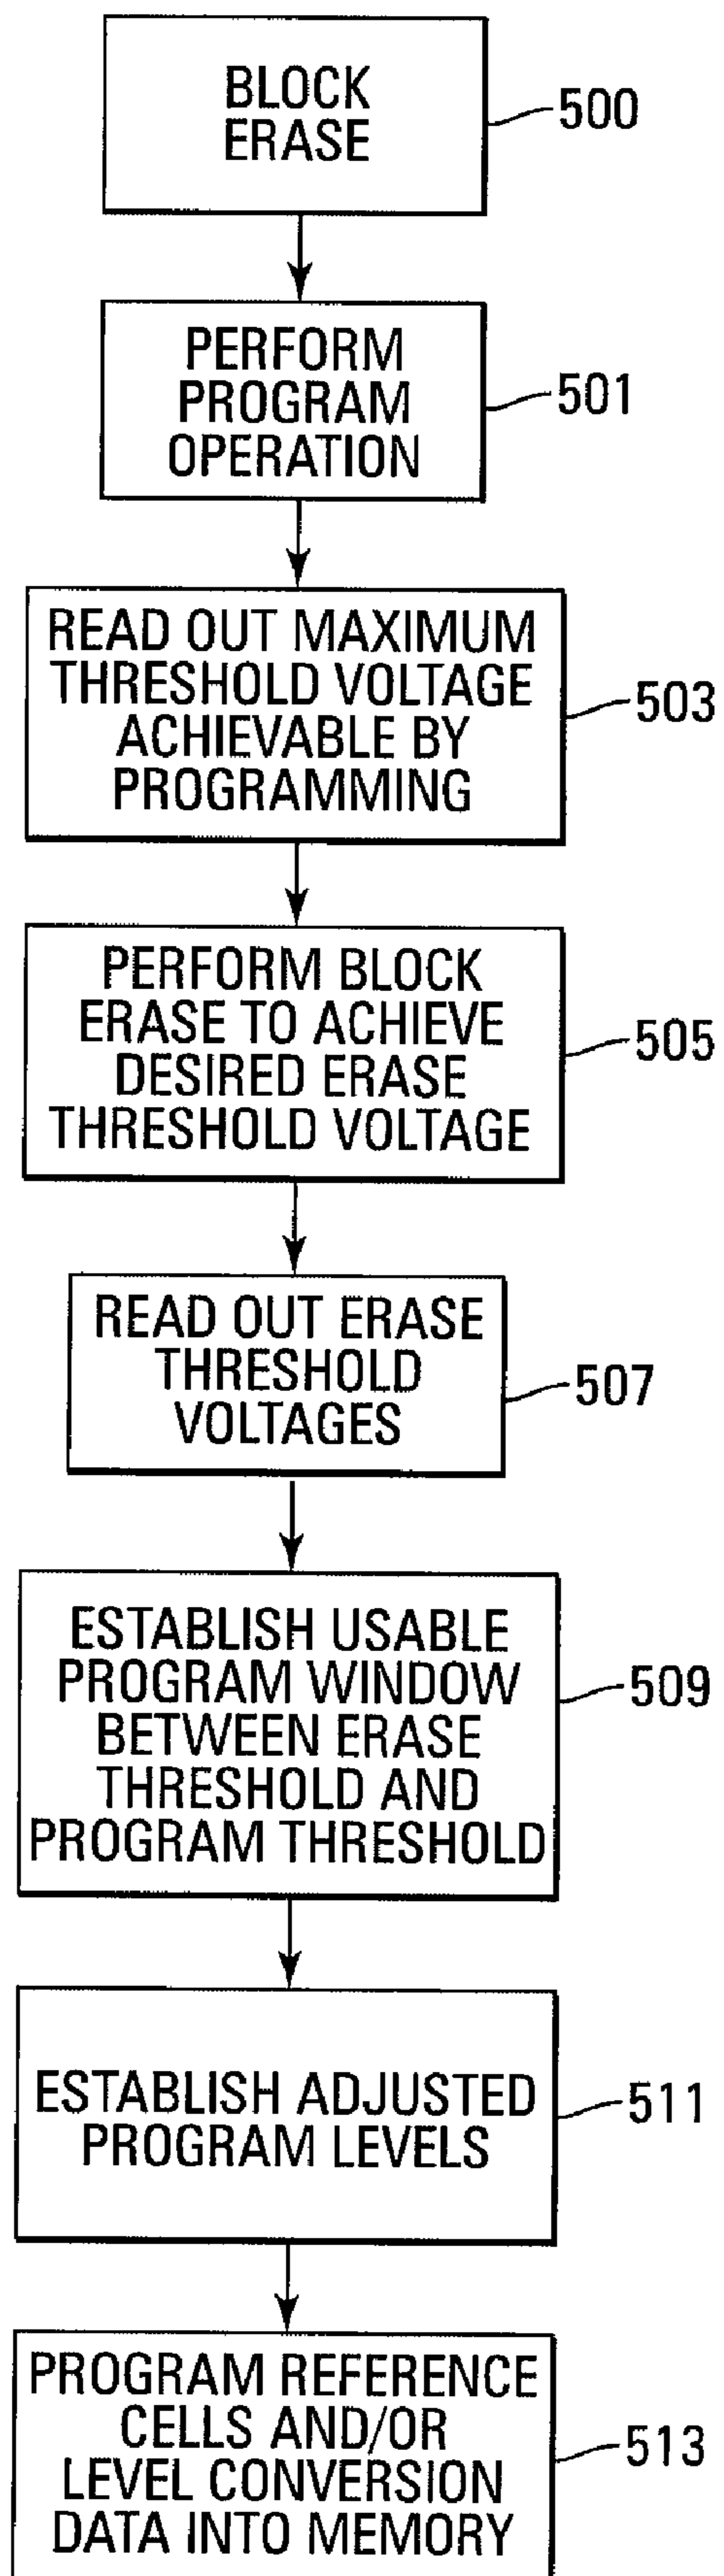 BLOCK
ERASE
500
PERFORM
PROGRAM
OPERATION
501
READ OUT MAXIMUM
THRESHOLD VOLTAGE
ACHIEVABLE BY
PROGRAMMING
503
PERFORM BLOCK
ERASE TO ACHIEVE
DESIRED ERASE
THRESHOLD VOLTAGE
505
READ OUT ERASE
THRESHOLD
VOLTAGES
507
ESTABLISH USABLE
PROGRAM WINDOW
BETWEEN ERASE
THRESHOLD AND
PROGRAM THRESHOLD
509
ESTABLISH ADJUSTED
PROGRAM LEVELS
511
PROGRAM REFERENCE
CELLS AND/OR
LEVEL CONVERSION
DATA INTO MEMORY
513